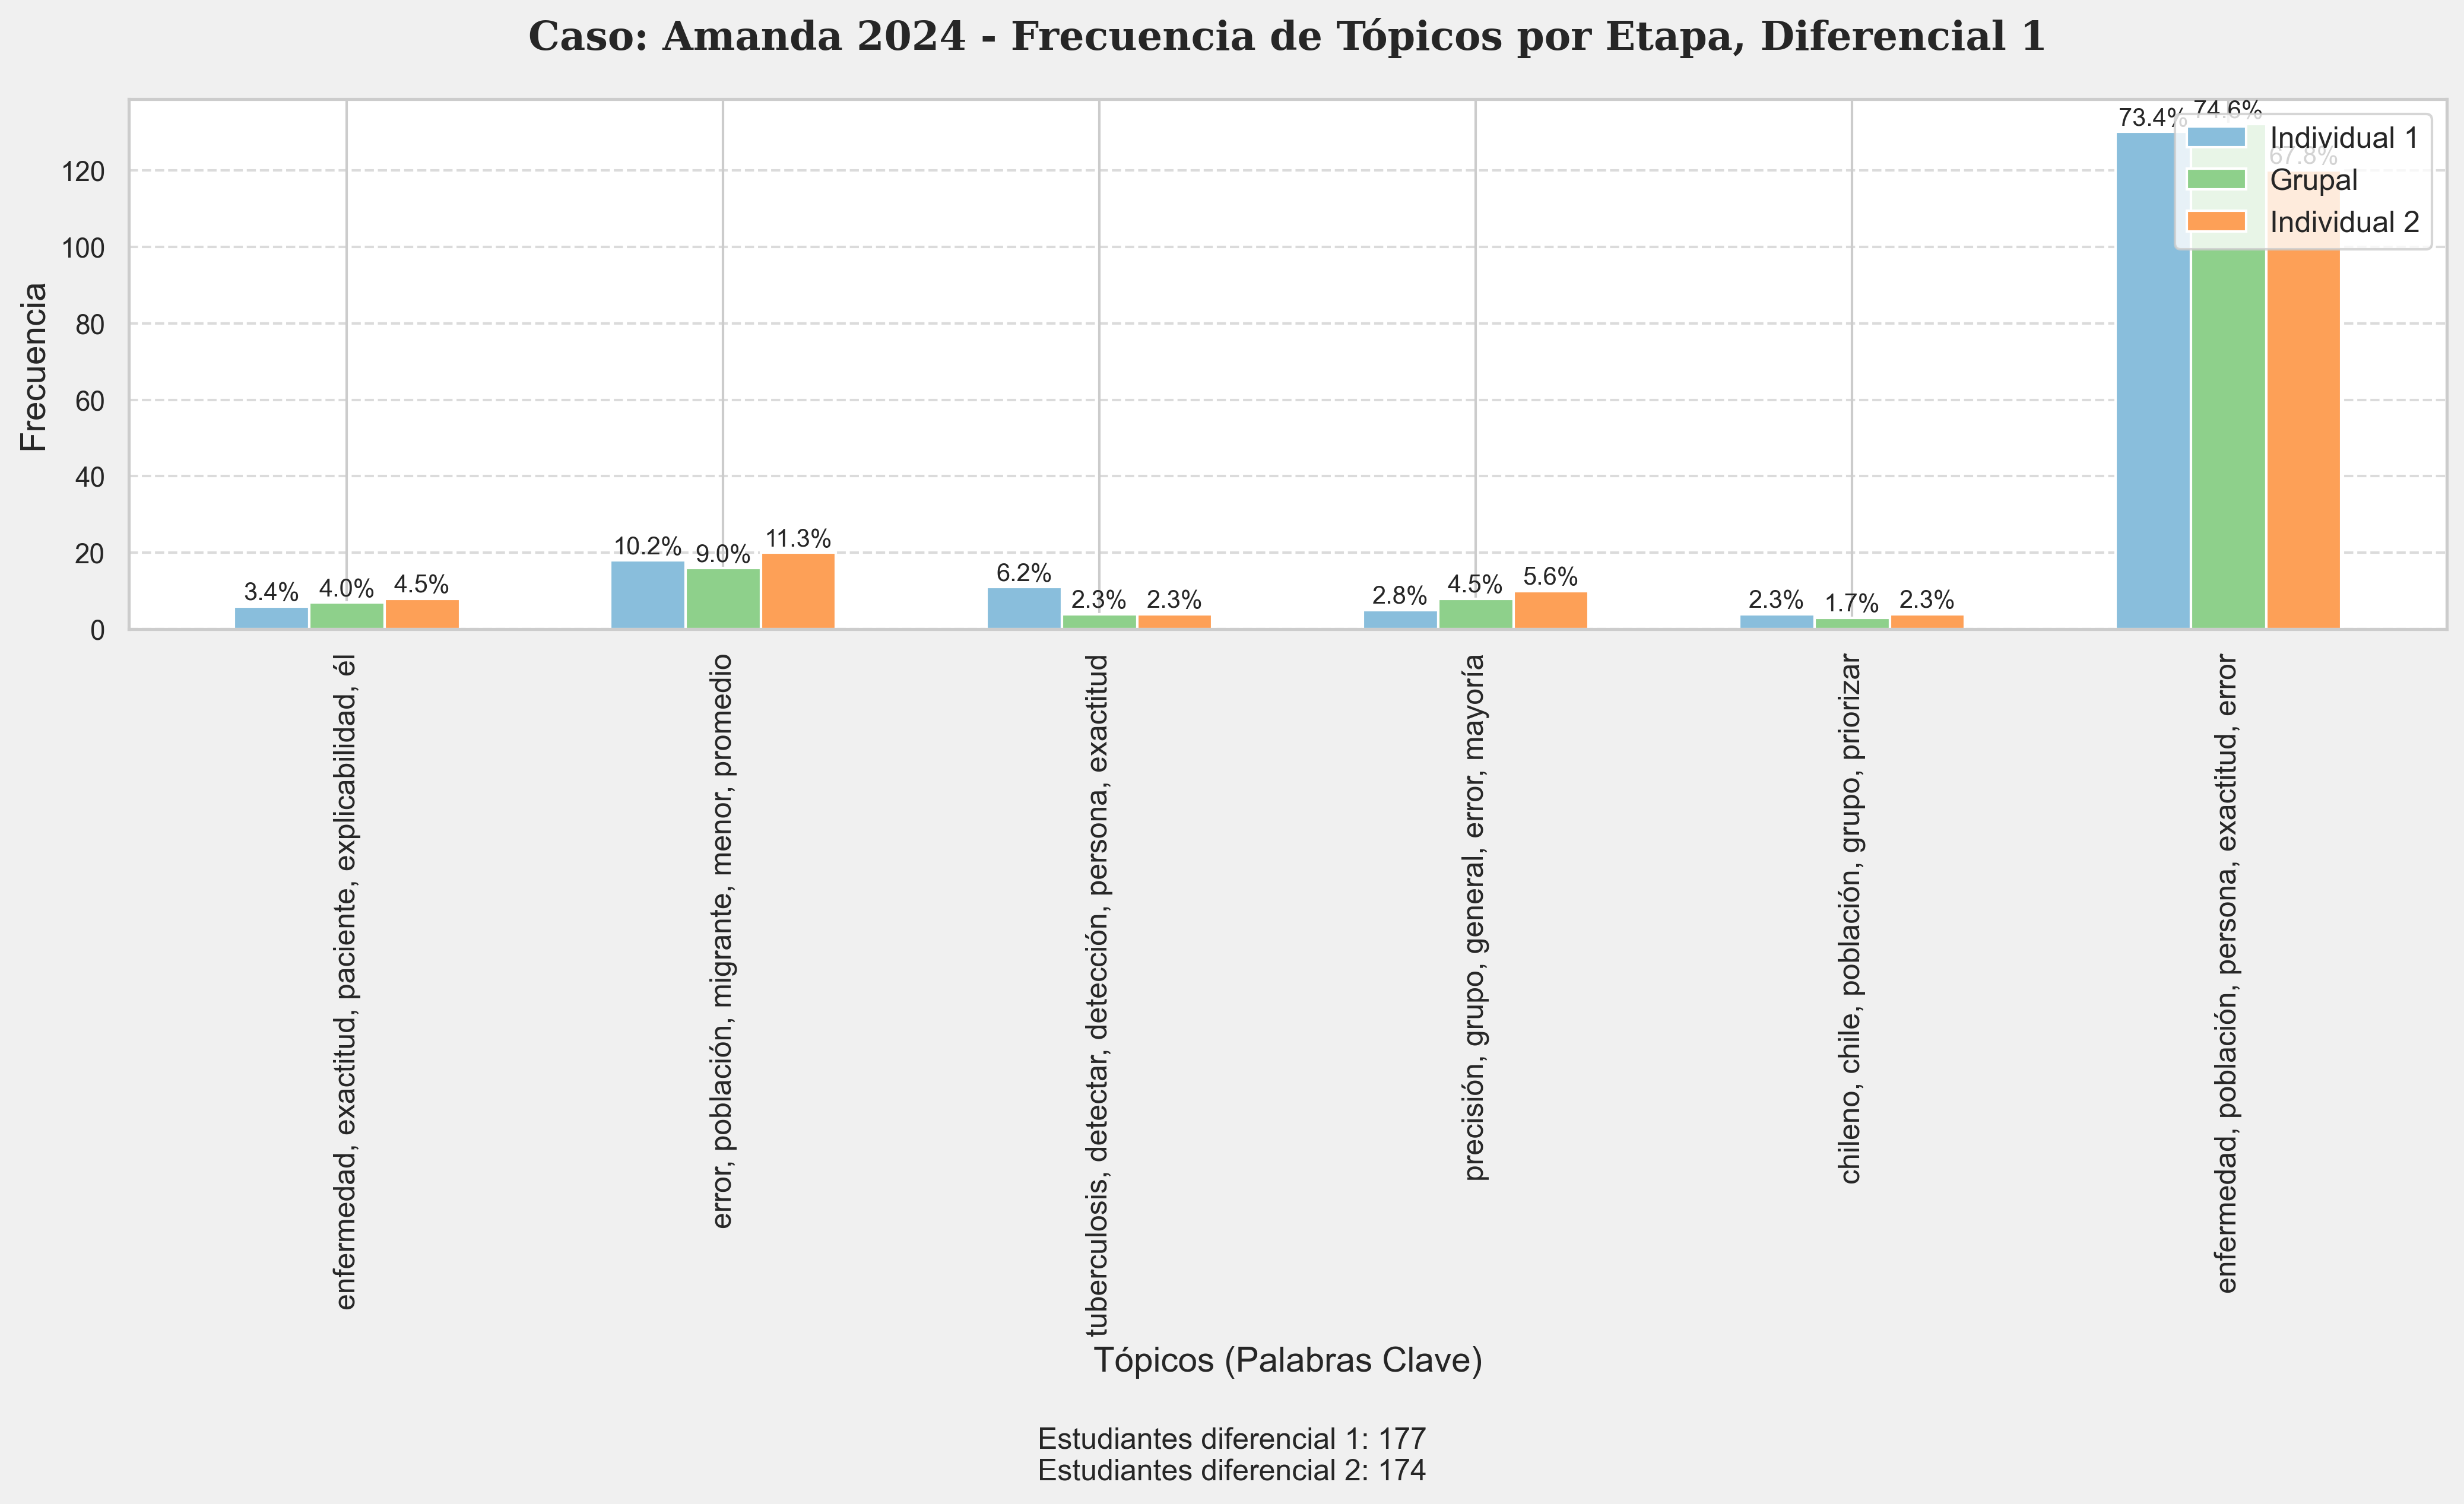 Caso: Amanda 2024 - Frecuencia de Tópicos por Etapa, Diferencial 1
Frecuencia
120
100
80
60
40
20
0
3.4%
4.0%
4.5%
10.2%
9.0%
11.3%
6.2%
2.3%
2.3%
2.8%
4.5%
5.6%
2.3%
1.7%
2.3%
73.4%
74.6%
67.8%
Individual 1
Grupal
Individual 2
enfermedad, exactitud, paciente, explicabilidad, él
error, población, migrante, menor, promedio
tuberculosis, detectar, detección, persona, exactitud
precisión, grupo, general, error, mayoría
chileno, chile, población, grupo, priorizar
enfermedad, población, persona, exactitud, error
Tópicos (Palabras Clave)
Estudiantes diferencial 1: 177
Estudiantes diferencial 2: 174